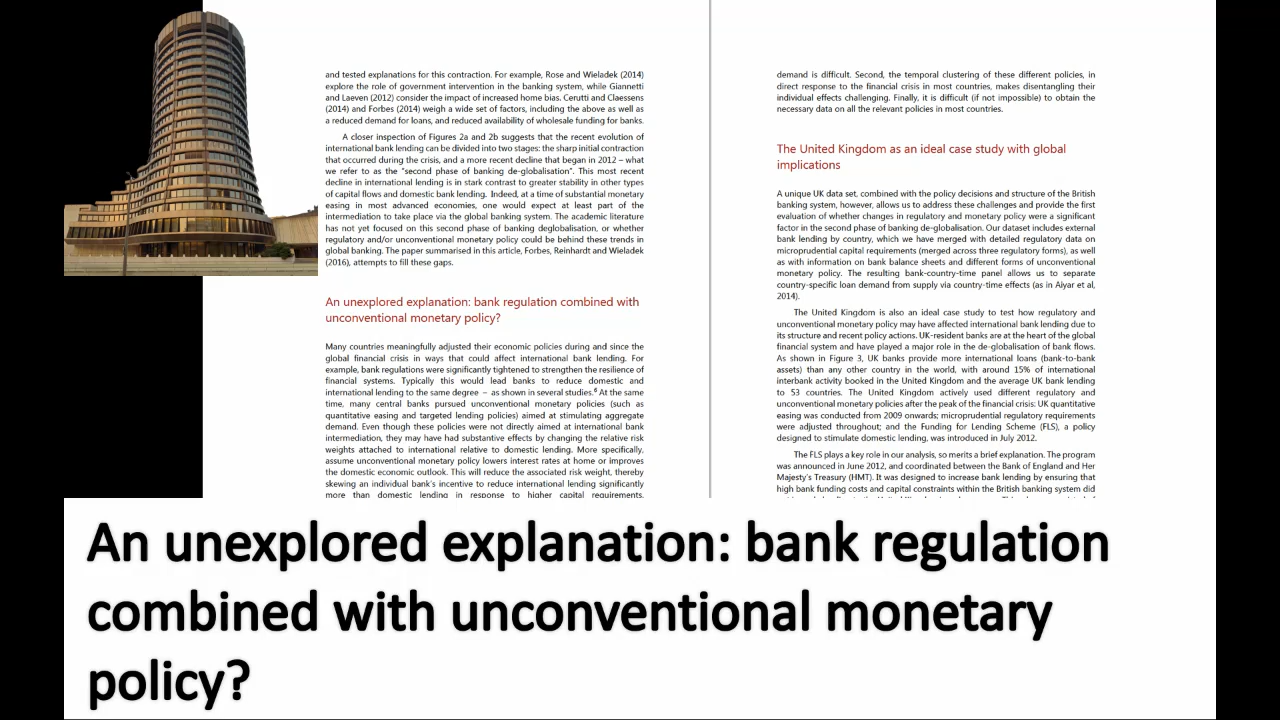 and tested explanations for this contraction. For example, Rose and Wieladek (2014)
explore the role of government intervention in the banking system, while Giannetti
and Laeven (2012) consider the impact of increased home bias. Cerutti and Claessens
(2014) and Forbes (2014) weigh a wide set of factors, including the above as well as
a reduced demand for loans, and reduced availability of wholesale funding for banks.
A closer inspection of Figures 2a and 2b suggests that the recent evolution of
international bank lending can be divided into two stages: the sharp initial contraction
that occurred during the crisis, and a more recent decline that began in 2012 – what
we refer to as the "second phase of banking de-globalisation". This most recent
decline in international lending is in stark contrast to greater stability in other types
of capital flows and domestic bank lending. Indeed, at a time of substantial monetary
easing in most advanced economies, one would expect at least part of the
intermediation to take place via the global banking system. The academic literature
has not yet focused on this second phase of banking deglobalisation, or whether
regulatory and/or unconventional monetary policy could be behind these trends in
global banking. The paper summarised in this article, Forbes, Reinhardt and Wieladek
(2016), attempts to fill these gaps.
An unexplored explanation: bank regulation combined with
unconventional monetary policy?
Many countries meaningfully adjusted their economic policies during and since the
global financial crisis in ways that could affect international bank lending. For
example, bank regulations were significantly tightened to strengthen the resilience of
financial systems. Typically this would lead banks to reduce domestic and
international lending to the same degree – as shown in several studies.⁶ At the same
time, many central banks pursued unconventional monetary policies (such as
quantitative easing and targeted lending policies) aimed at stimulating aggregate
demand. Even though these policies were not directly aimed at international bank
intermediation, they may have had substantive effects by changing the relative risk
weights attached to international relative to domestic lending. More specifically,
assume unconventional monetary policy lowers interest rates at home or improves
the domestic economic outlook. This will reduce the associated risk weight, thereby
skewing an individual bank's incentive to reduce international lending significantly
more than domestic lending in response to higher capital requirements.
demand is difficult. Second, the temporal clustering of these different policies, in
direct response to the financial crisis in most countries, makes disentangling their
individual effects challenging. Finally, it is difficult (if not impossible) to obtain the
necessary data on all the relevant policies in most countries.
The United Kingdom as an ideal case study with global
implications
A unique UK data set, combined with the policy decisions and structure of the British
banking system, however, allows us to address these challenges and provide the first
evaluation of whether changes in regulatory and monetary policy were a significant
factor in the second phase of banking de-globalisation. Our dataset includes external
bank lending by country, which we have merged with detailed regulatory data on
microprudential capital requirements (merged across three regulatory forms), as well
as with information on bank balance sheets and different forms of unconventional
monetary policy. The resulting bank-country-time panel allows us to separate
country-specific loan demand from supply via country-time effects (as in Aiyar et al,
2014).
The United Kingdom is also an ideal case study to test how regulatory and
unconventional monetary policy may have affected international bank lending due to
its structure and recent policy actions. UK-resident banks are at the heart of the global
financial system and have played a major role in the de-globalisation of bank flows.
As shown in Figure 3, UK banks provide more international loans (bank-to-bank
assets) than any other country in the world, with around 15% of international
interbank activity booked in the United Kingdom and the average UK bank lending
to 53 countries. The United Kingdom actively used different regulatory and
unconventional monetary policies after the peak of the financial crisis: UK quantitative
easing was conducted from 2009 onwards; microprudential regulatory requirements
were adjusted throughout; and the Funding for Lending Scheme (FLS), a policy
designed to stimulate domestic lending, was introduced in July 2012.
The FLS plays a key role in our analysis, so merits a brief explanation. The program
was announced in June 2012, and coordinated between the Bank of England and Her
Majesty's Treasury (HMT). It was designed to increase bank lending by ensuring that
high bank funding costs and capital constraints within the British banking system did
An unexplored explanation: bank regulation
combined with unconventional monetary
policy?